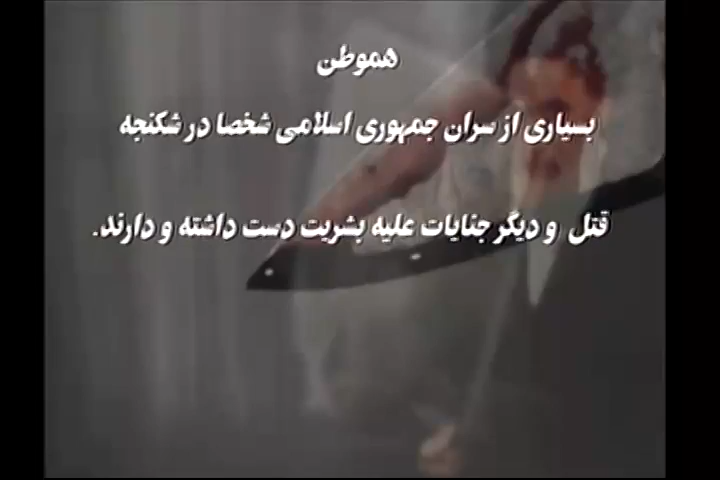 هموطن
بسیاری از سران جمهوری اسلامی شخصا در شکنجه
قتل و دیگر جنایات علیه بشریت دست داشته و دارند.